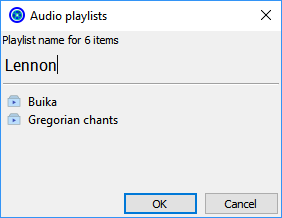 Audio playlists
Playlist name for 6 items
Lennon
Buika
Gregorian chants
OK Cancel